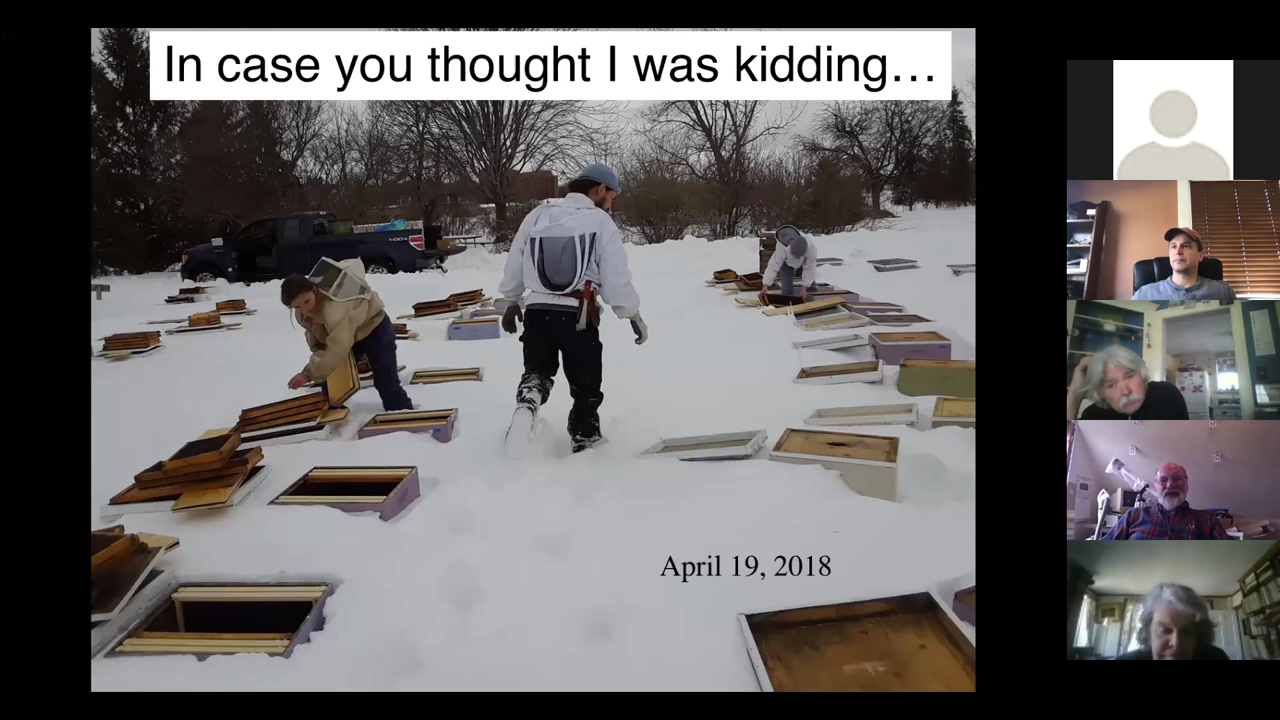 In case you thought I was kidding…
April 19, 2018